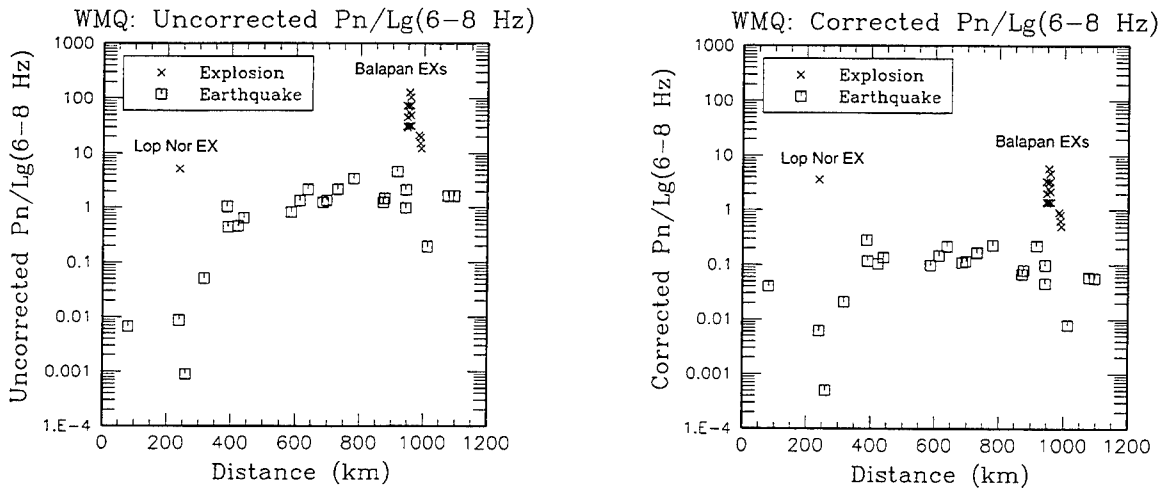 WMQ: Uncorrected Pn/Lg(6-8 Hz)
Uncorrected Pn/Lg(6-8 Hz)
1000
100
10
1
0.1
0.01
0.001
1.E-4
× Explosion
Earthquake
Balapan EXs
Lop Nor EX
0 200 400 600 800 1000 1200
Distance (km)
WMQ: Corrected Pn/Lg(6-8 Hz)
Corrected Pn/Lg(6-8 Hz)
1000
100
10
1
0.1
0.01
0.001
1.E-4
× Explosion
Earthquake
Balapan EXs
Lop Nor EX
0 200 400 600 800 1000 1200
Distance (km)